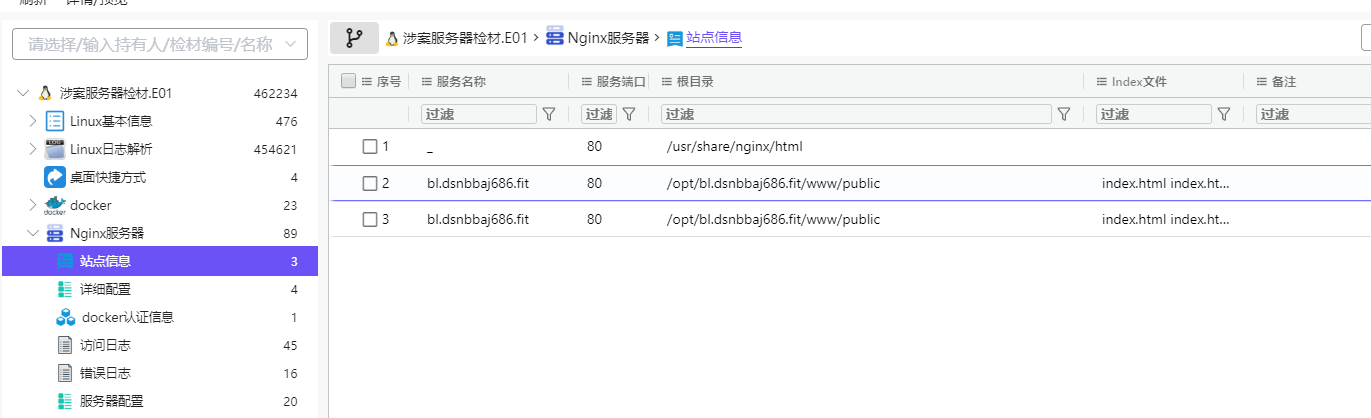 刷新 详情/预览
请选择/输入持有人/检材编号/名称
涉案服务器检材.E01 462234
Linux基本信息 476
Linux日志解析 454621
桌面快捷方式 4
docker 23
Nginx服务器 89
站点信息 3
详细配置 4
docker认证信息 1
访问日志 45
错误日志 16
服务器配置 20
涉案服务器检材.E01 > Nginx服务器 > 站点信息
序号 服务名称 服务端口 根目录 Index文件 备注
过滤 过滤 过滤 过滤 过滤
1 _ 80 /usr/share/nginx/html
2 bl.dsnbbaj686.fit 80 /opt/bl.dsnbbaj686.fit/www/public index.html index.ht...
3 bl.dsnbbaj686.fit 80 /opt/bl.dsnbbaj686.fit/www/public index.html index.ht...